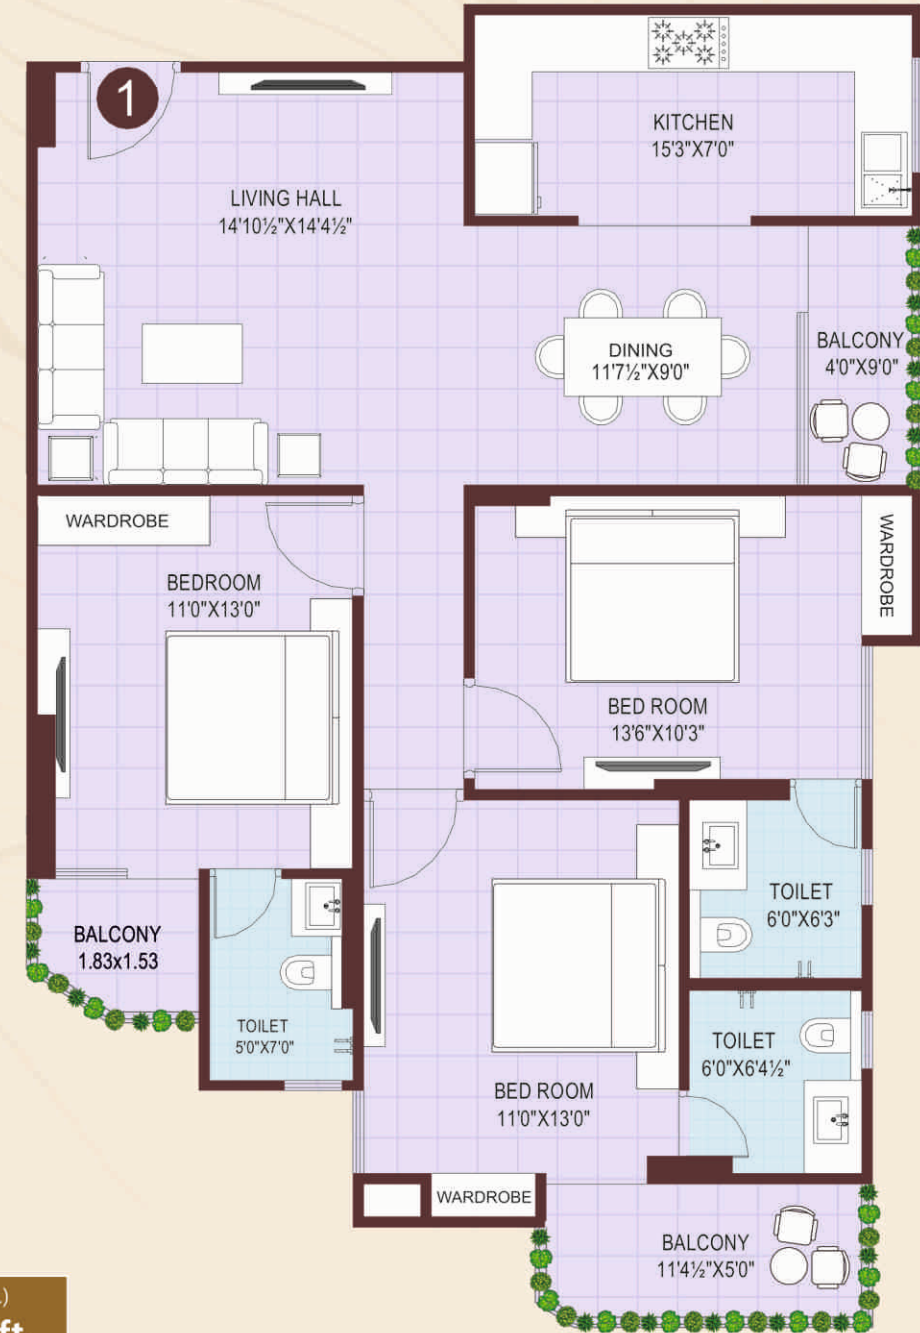 1
KITCHEN
15'3"X7'0"
LIVING HALL
14'10½"X14'4½"
DINING
11'7½"X9'0"
BALCONY
4'0"X9'0"
WARDROBE
WARDROBE
BEDROOM
11'0"X13'0"
BED ROOM
13'6"X10'3"
TOILET
6'0"X6'3"
BALCONY
1.83x1.53
TOILET
5'0"X7'0"
TOILET
6'0"X6'4½"
BED ROOM
11'0"X13'0"
WARDROBE
BALCONY
11'4½"X5'0"